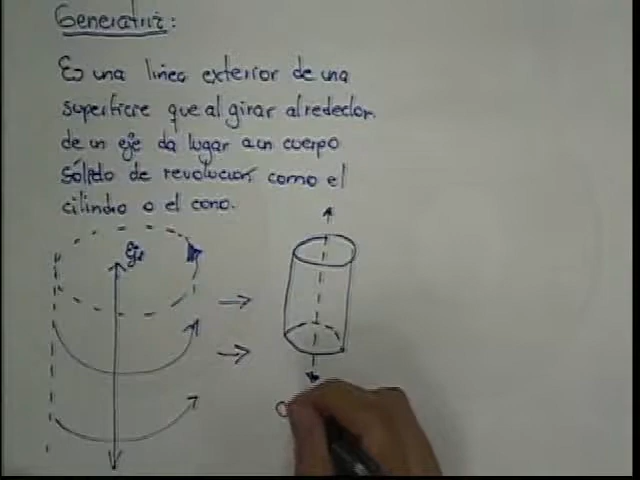 Generatriz:
Es una linea exterior de una
superficie que al girar alrededor
de un eje da lugar a un cuerpo
sólido de revolución como el
cilindro o el cono.
Eje